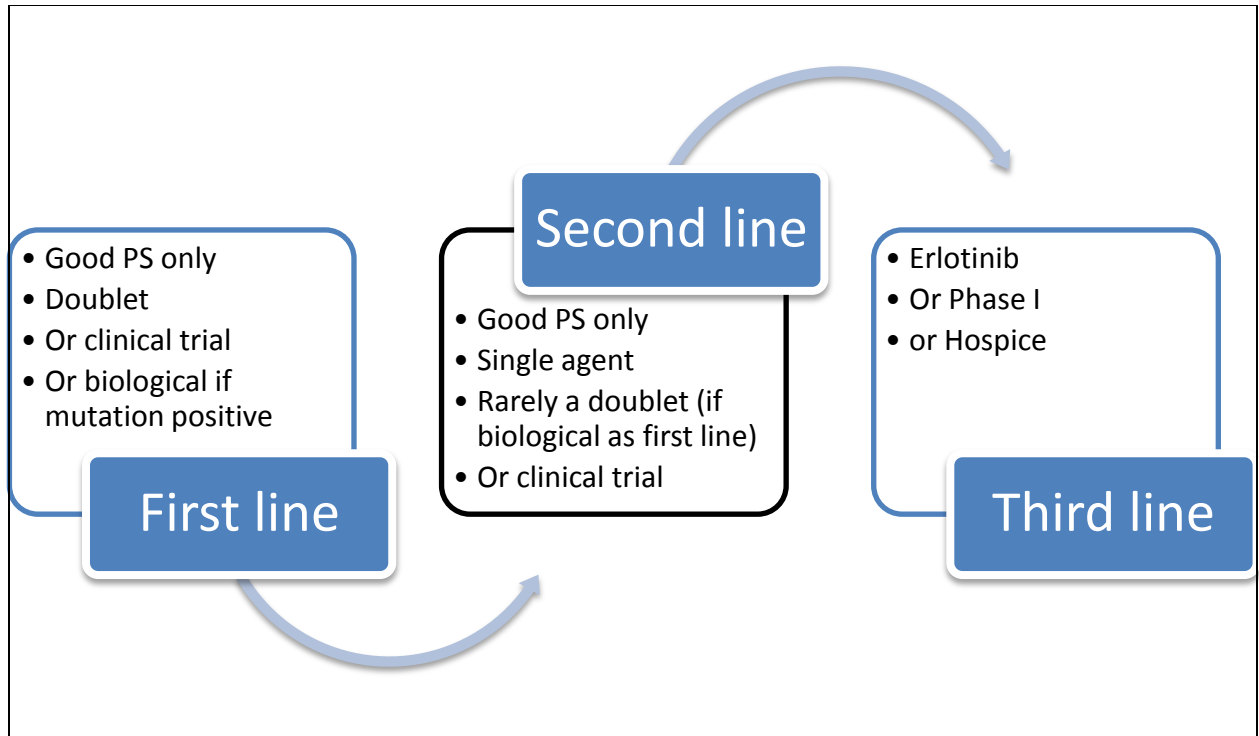 • Good PS only
• Doublet
• Or clinical trial
• Or biological if
mutation positive
First line
Second line
• Good PS only
• Single agent
• Rarely a doublet (if
biological as first line)
• Or clinical trial
• Erlotinib
• Or Phase I
• or Hospice
Third line